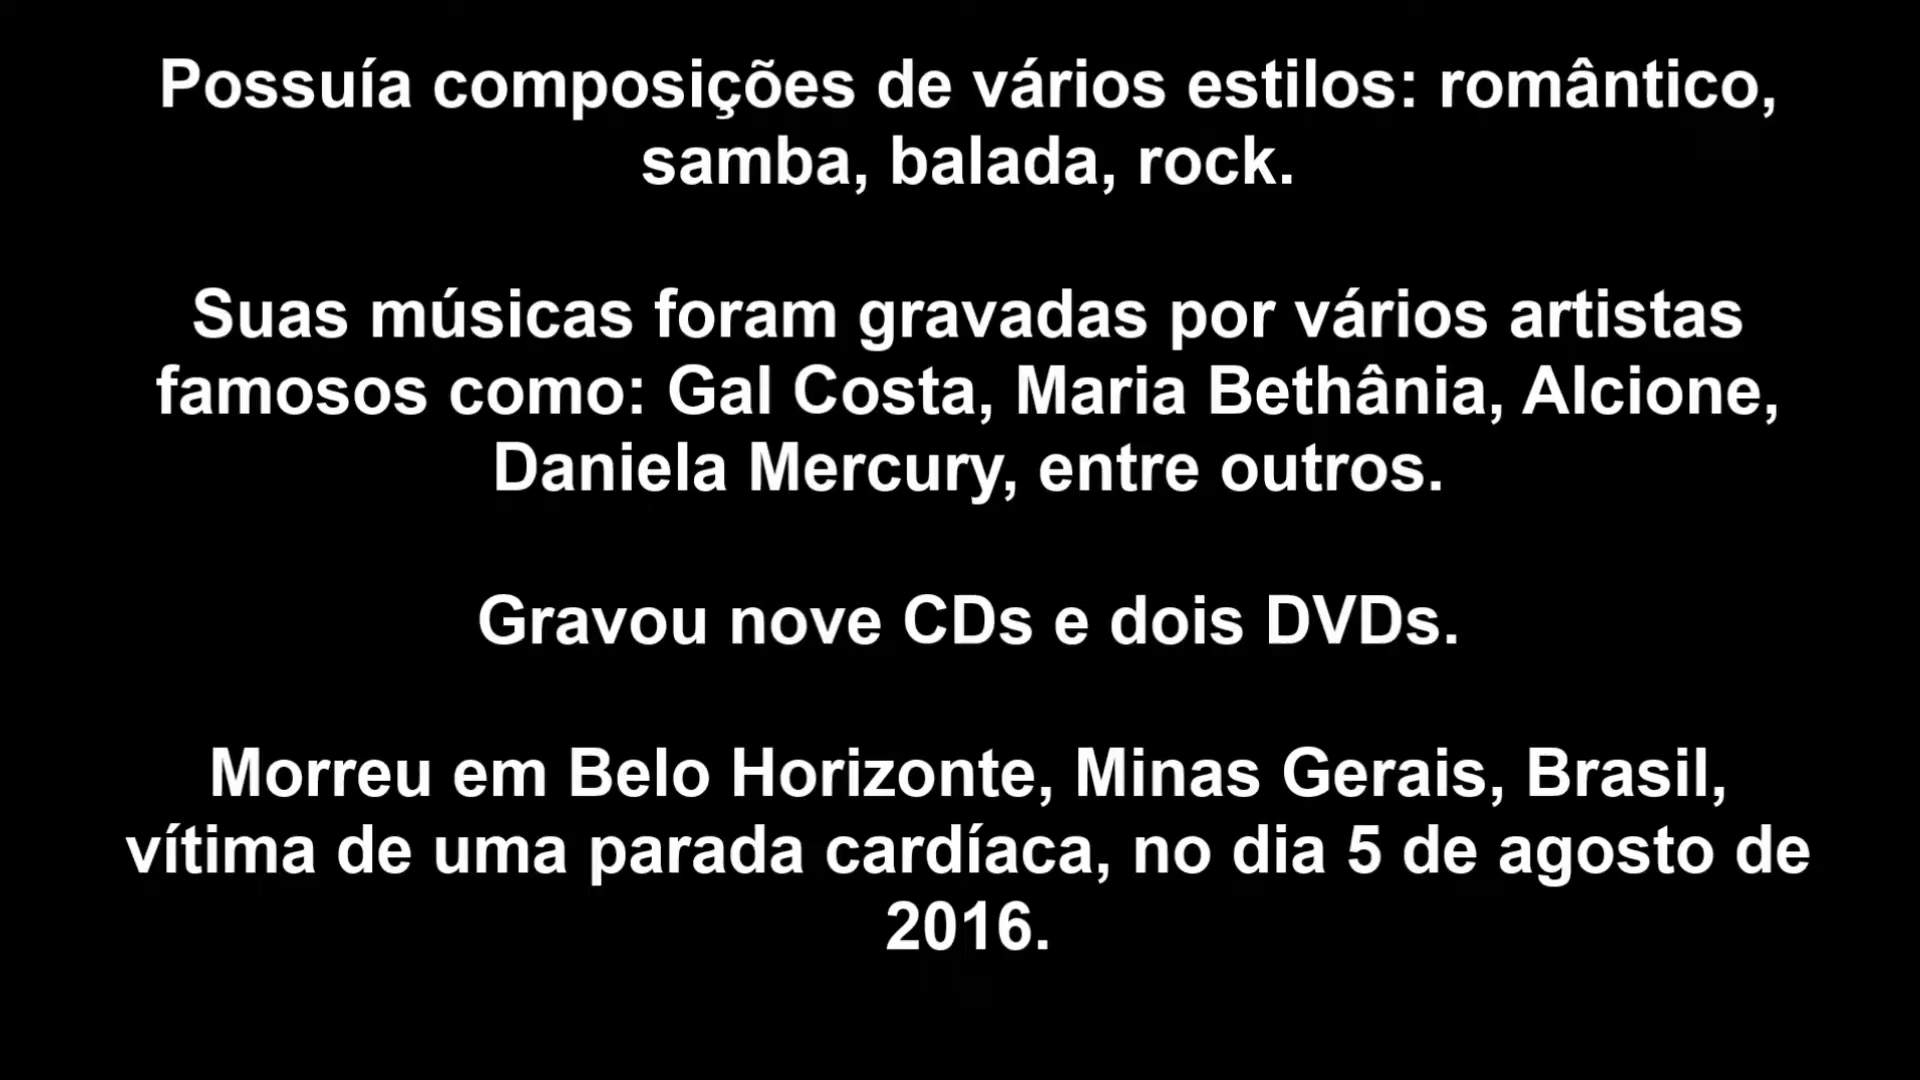 Possuía composições de vários estilos: romântico,
samba, balada, rock.
Suas músicas foram gravadas por vários artistas
famosos como: Gal Costa, Maria Bethânia, Alcione,
Daniela Mercury, entre outros.
Gravou nove CDs e dois DVDs.
Morreu em Belo Horizonte, Minas Gerais, Brasil,
vítima de uma parada cardíaca, no dia 5 de agosto de
2016.